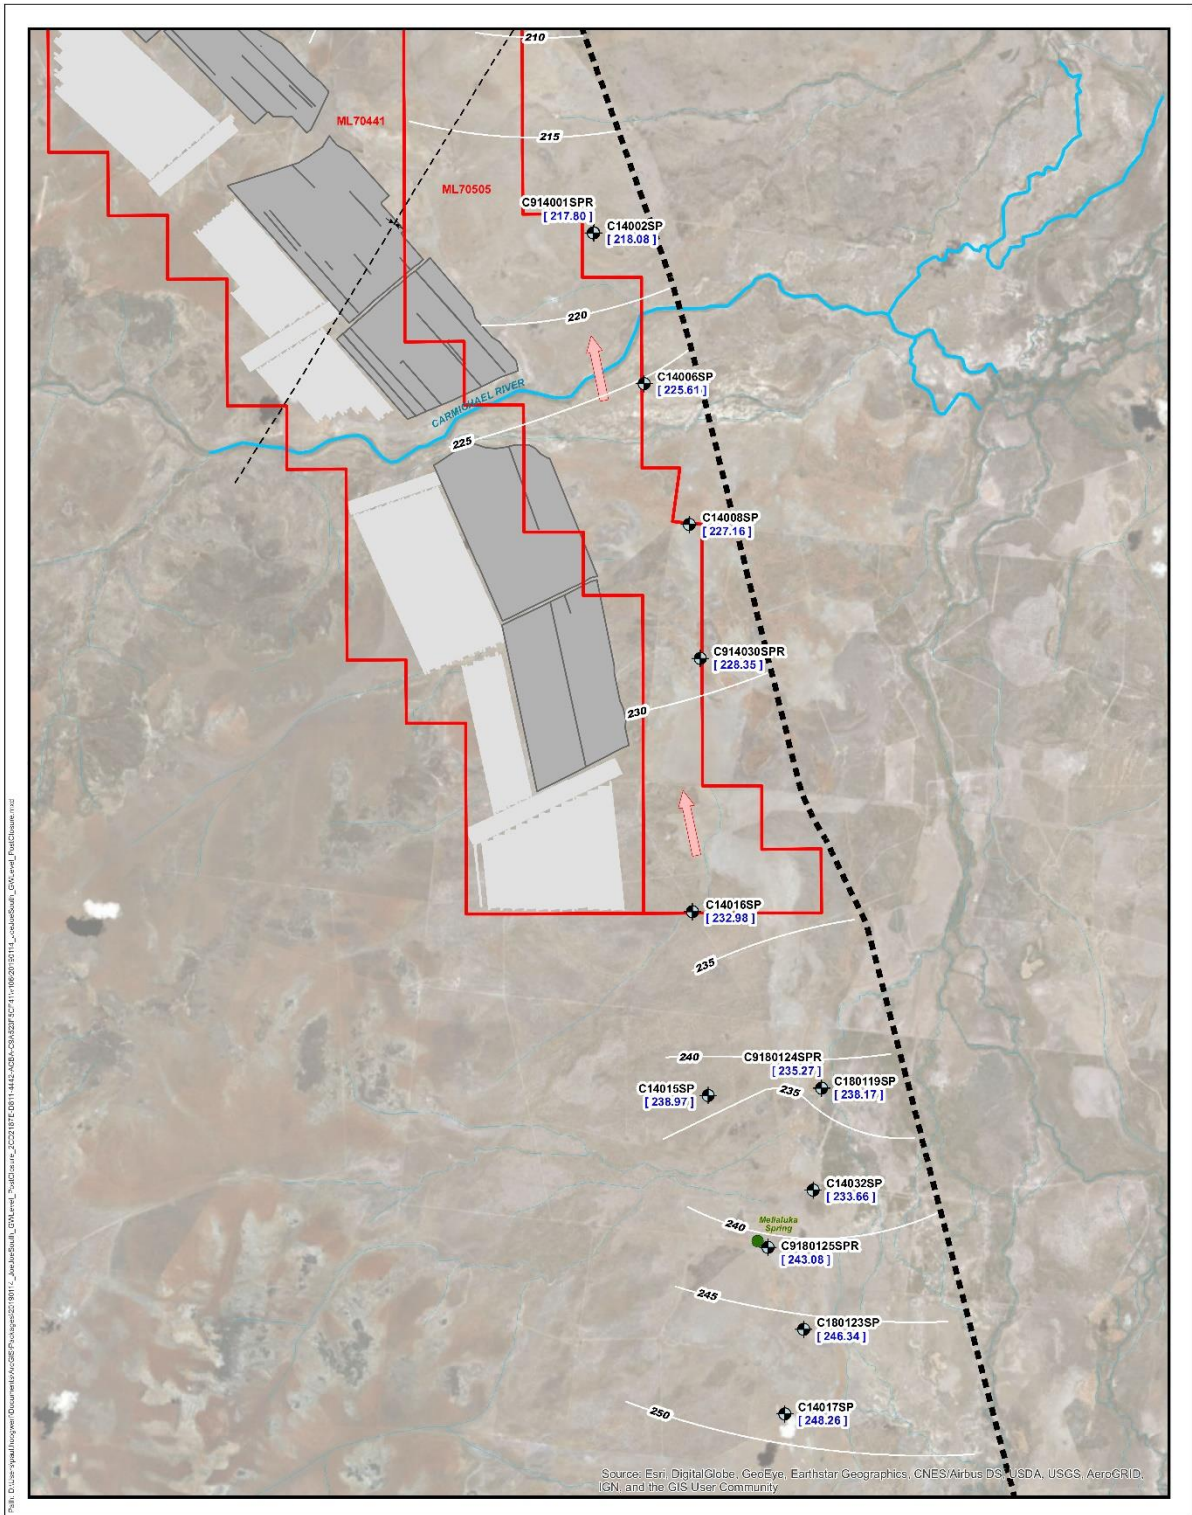 210
ML70441
215
ML70505
C914001SPR
[ 217.80 ]
C14002SP
[ 218.08 ]
220
C14006SP
[ 225.61 ]
CARMICHAEL RIVER
225
C14008SP
[ 227.16 ]
C914030SPR
[ 228.35 ]
230
C14016SP
[ 232.98 ]
235
240
C9180124SPR
[ 235.27 ]
C180119SP
[ 238.17 ]
C14015SP
[ 238.97 ]
235
C14032SP
[ 233.66 ]
240
Mellaluka
Spring
C9180125SPR
[ 243.08 ]
245
C180123SP
[ 246.34 ]
250
C14017SP
[ 248.26 ]
Source: Esri, DigitalGlobe, GeoEye, Earthstar Geographics, CNES/Airbus DS, USDA, USGS, AeroGRID,
IGN, and the GIS User Community